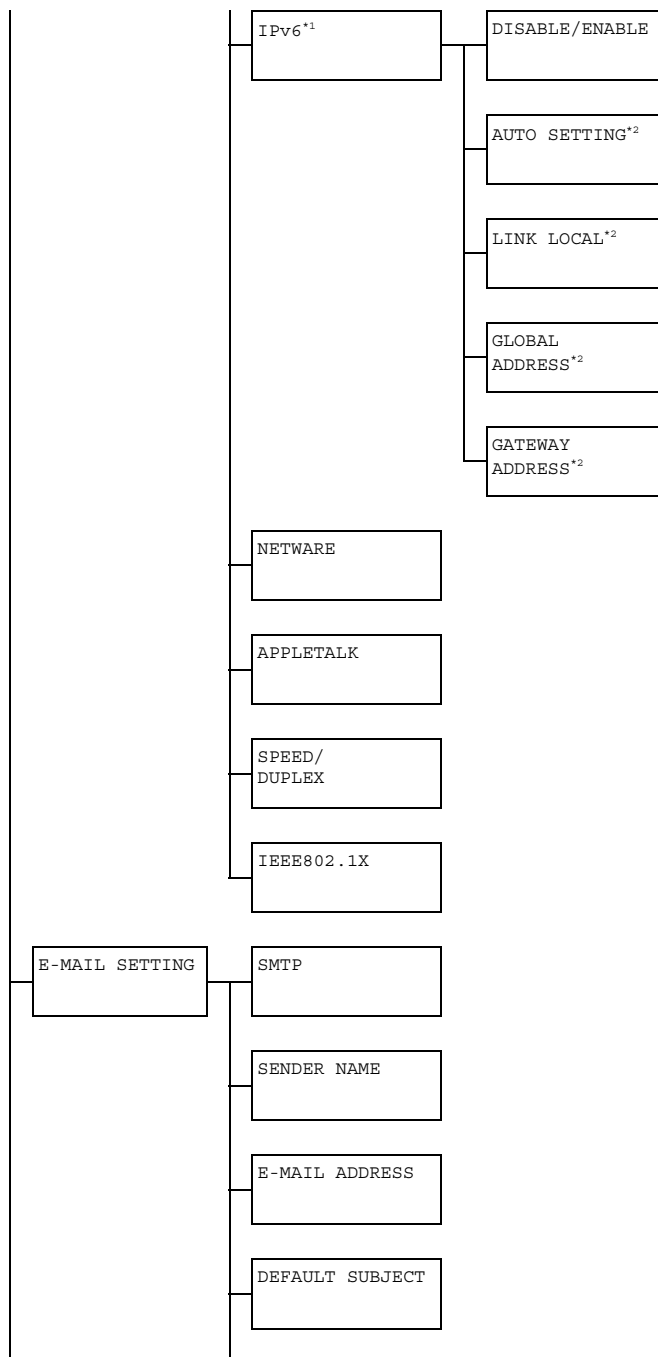 IPv6*1
DISABLE/ENABLE
AUTO SETTING*2
LINK LOCAL*2
GLOBAL
ADDRESS*2
GATEWAY
ADDRESS*2
NETWARE
APPLETALK
SPEED/
DUPLEX
IEEE802.1X
E-MAIL SETTING
SMTP
SENDER NAME
E-MAIL ADDRESS
DEFAULT SUBJECT